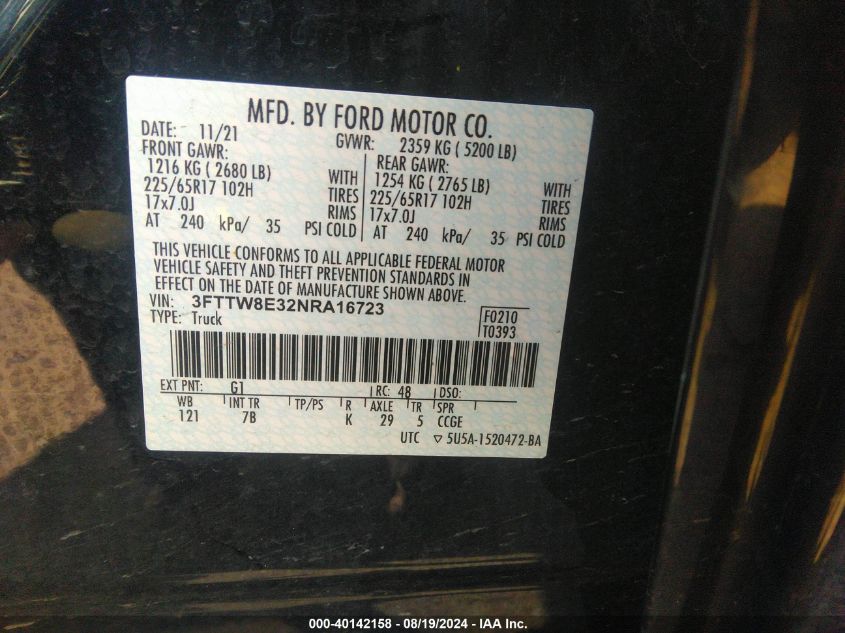 MFD. BY FORD MOTOR CO.
DATE: 11/21 GVWR: 2359 KG ( 5200 LB)
FRONT GAWR: REAR GAWR:
1216 KG ( 2680 LB) WITH 1254 KG ( 2765 LB) WITH
225/65R17 102H TIRES 225/65R17 102H TIRES
17x7.0J RIMS 17x7.0J RIMS
AT 240 kPa/ 35 PSI COLD AT 240 kPa/ 35 PSI COLD
THIS VEHICLE CONFORMS TO ALL APPLICABLE FEDERAL MOTOR
VEHICLE SAFETY AND THEFT PREVENTION STANDARDS IN
EFFECT ON THE DATE OF MANUFACTURE SHOWN ABOVE.
VIN: 3FTTW8E32NRA16723 F0210
TYPE: Truck T0393
EXT PNT: G1 RC: 48 DSO:
WB INT TR TP/PS R AXLE TR SPR
121 7B K 29 5 CCGE
UTC ▽ 5U5A-1520472-BA
000-40142158 - 08/19/2024 - IAA Inc.